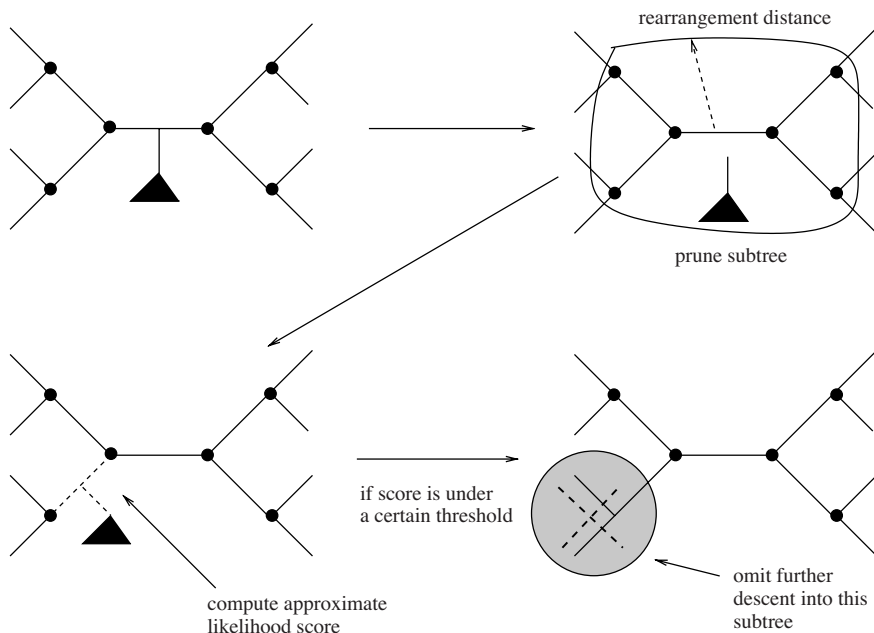 rearrangement distance
prune subtree
if score is under
a certain threshold
compute approximate
likelihood score
omit further
descent into this
subtree